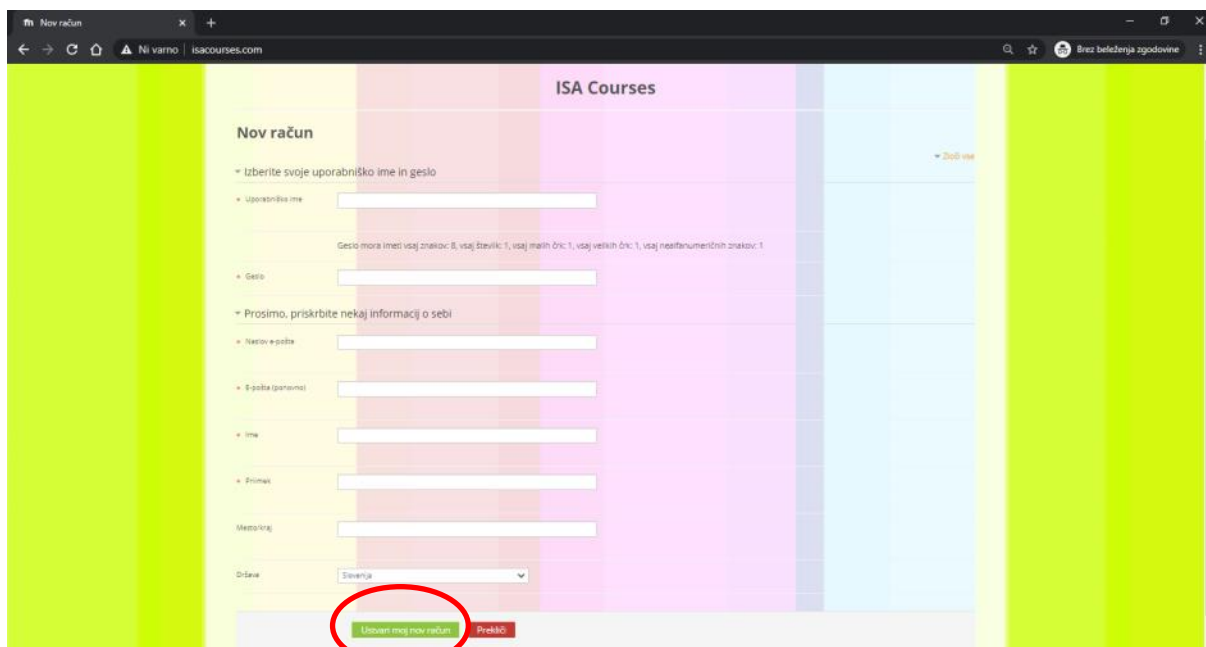 Nov račun
Ni varno | isacourses.com
Brez beleženja zgodovine
ISA Courses
Nov račun
Zloži vse
Izberite svoje uporabniško ime in geslo
Uporabniško ime
Geslo mora imeti vsaj znakov: 8, vsaj številk: 1, vsaj malih črk: 1, vsaj velikih črk: 1, vsaj nealfanumeričnih znakov: 1
Geslo
Prosimo, priskrbite nekaj informacij o sebi
Naslov e-pošte
E-pošta (ponovno)
Ime
Priimek
Mesto/kraj
Država
Slovenija
Ustvari moj nov račun
Prekliči